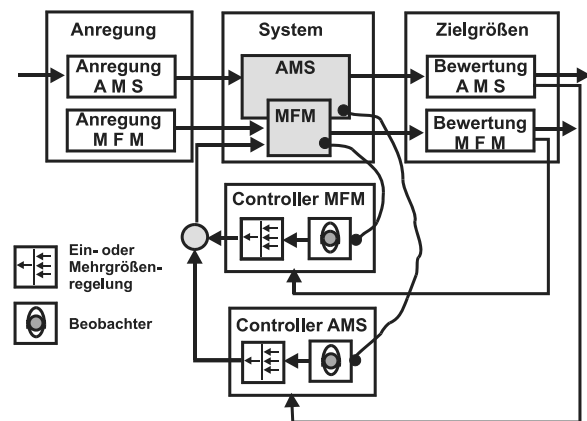 Anregung
System
Zielgrößen
Anregung
A M S
AMS
Bewertung
A M S
Anregung
M F M
MFM
Bewertung
M F M
Controller MFM
Ein- oder
Mehrgrößen-
regelung
Beobachter
Controller AMS